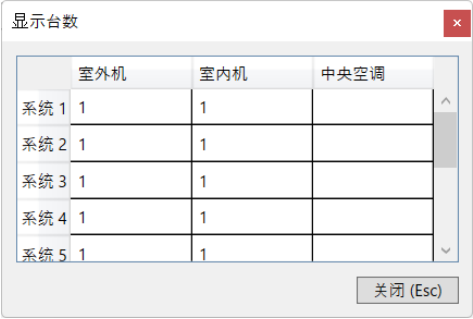 显示台数
室外机 室内机 中央空调
系统 1 1 1
系统 2 1 1
系统 3 1 1
系统 4 1 1
系统 5 1 1
关闭 (Esc)